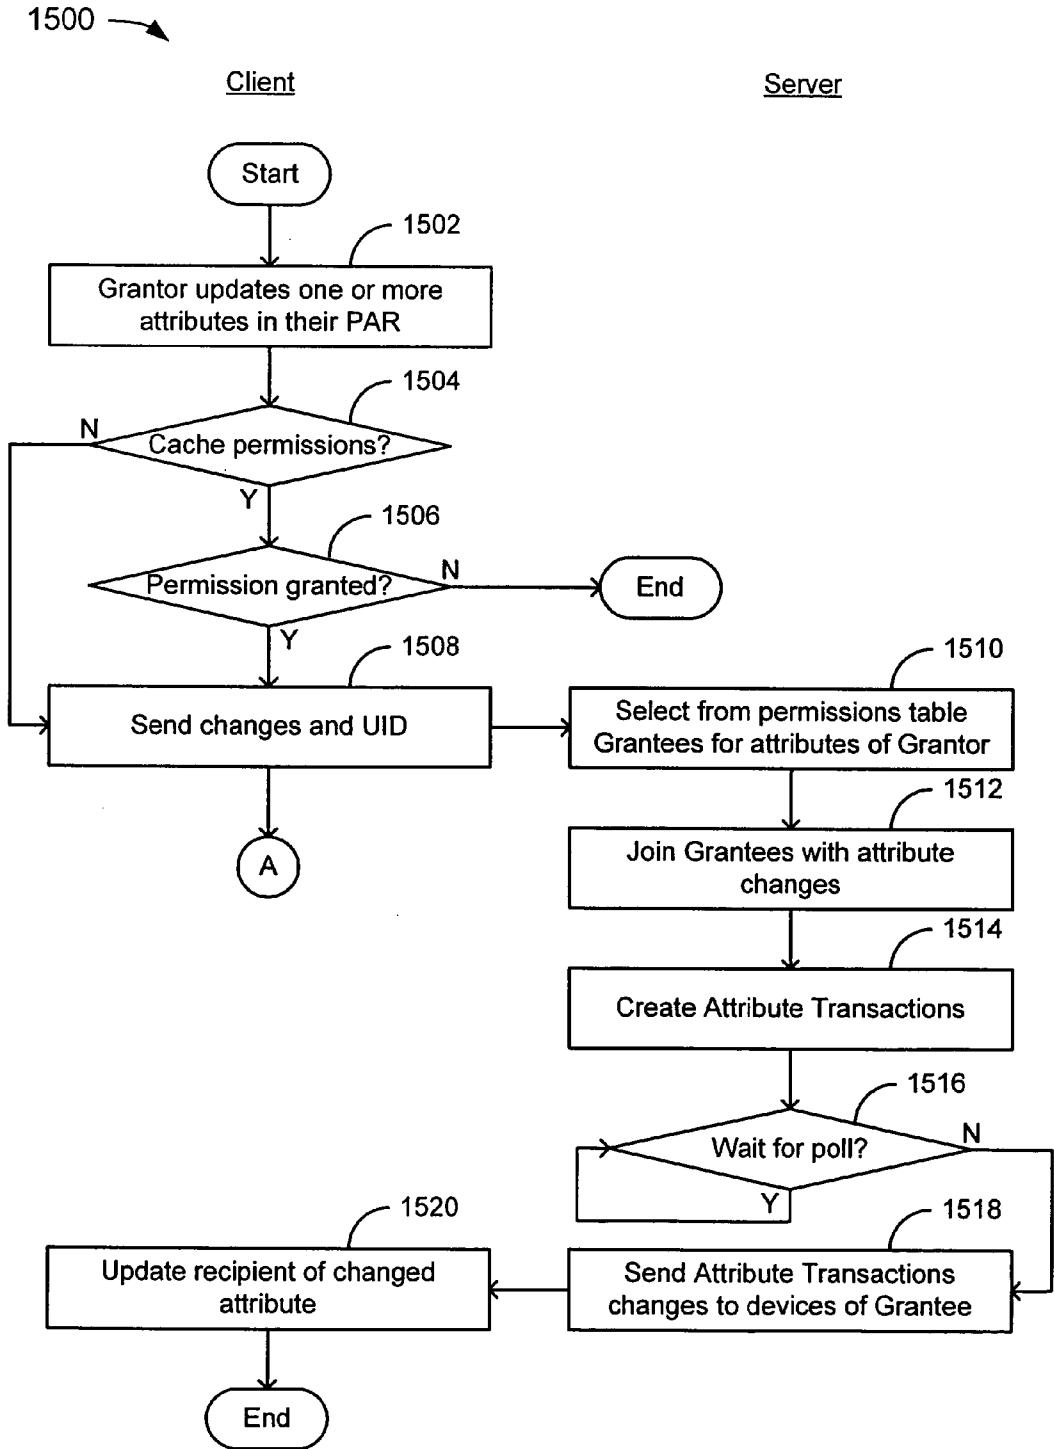 1500
Client
Server
Start
1502
Grantor updates one or more
attributes in their PAR
1504
N
Cache permissions?
Y
1506
Permission granted?
N
End
Y
1508
Send changes and UID
1510
Select from permissions table
Grantees for attributes of Grantor
A
1512
Join Grantees with attribute
changes
1514
Create Attribute Transactions
1516
Wait for poll?
N
Y
1518
Send Attribute Transactions
changes to devices of Grantee
1520
Update recipient of changed
attribute
End